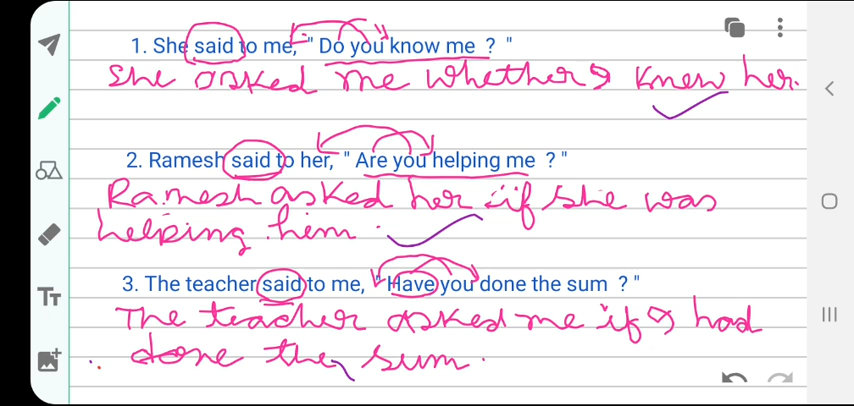 1. She said to me, " Do you know me ? "
She asked me whether I knew her.
2. Ramesh said to her, " Are you helping me ? "
Ramesh asked her if she was
helping him.
3. The teacher said to me, " Have you done the sum ? "
The teacher asked me if I had
done the sum.
TT